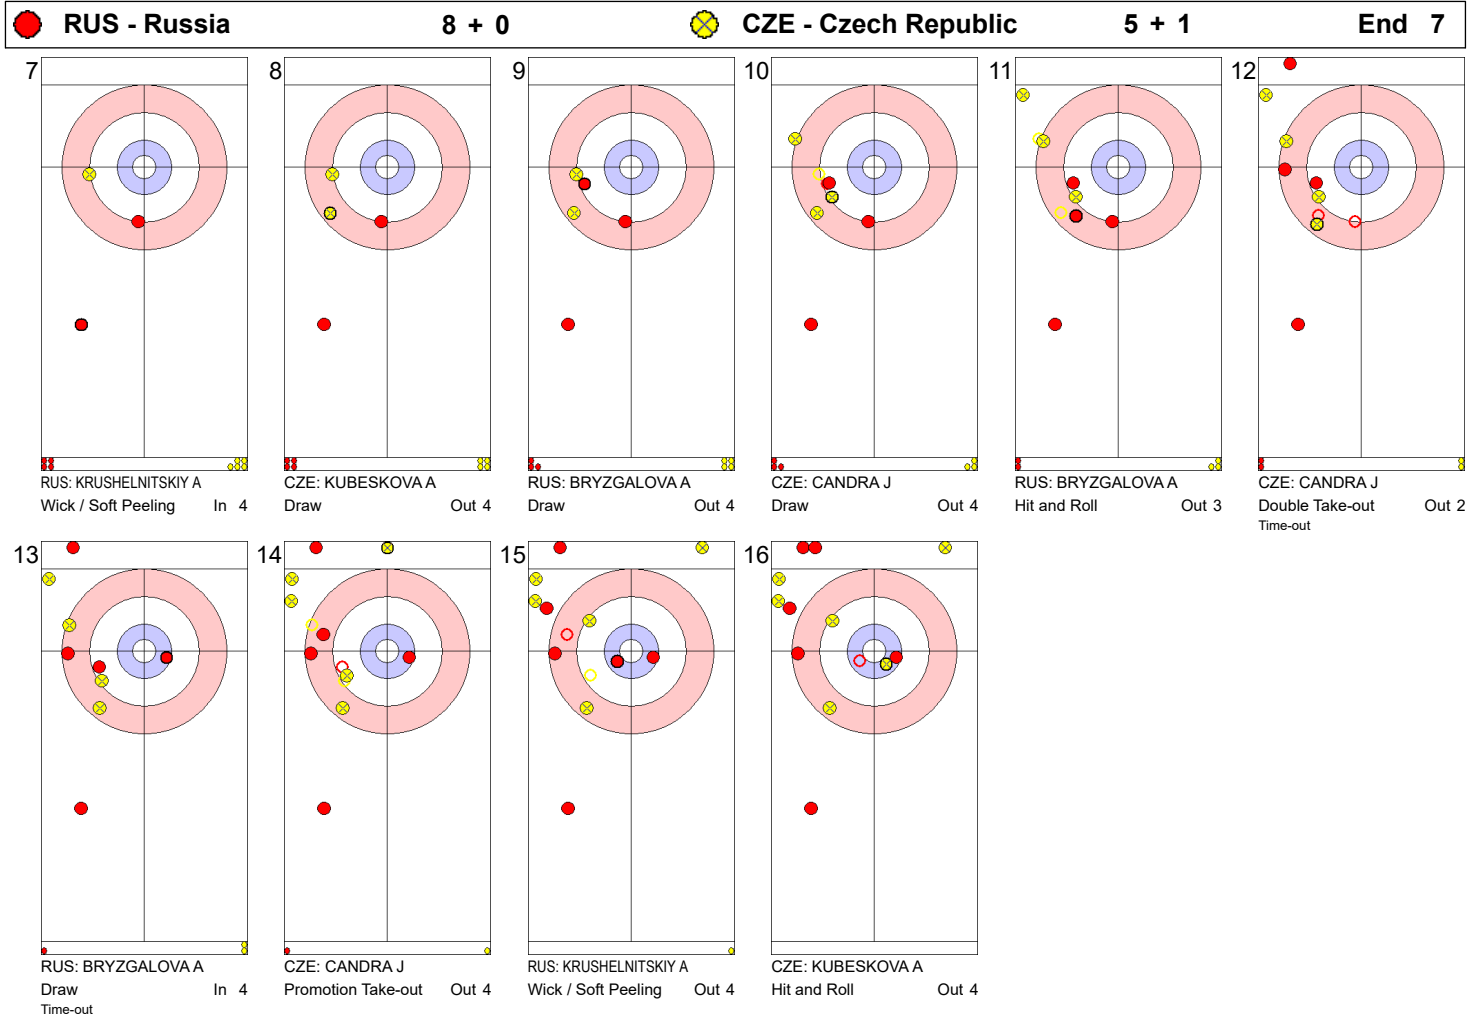 RUS - Russia 8 + 0 CZE - Czech Republic 5 + 1 End 7
7 8 9 10 11 12
RUS: KRUSHELNITSKIY A CZE: KUBESKOVA A RUS: BRYZGALOVA A CZE: CANDRA J RUS: BRYZGALOVA A CZE: CANDRA J
Wick / Soft Peeling In 4 Draw Out 4 Draw Out 4 Draw Out 4 Hit and Roll Out 3 Double Take-out Out 2
Time-out
13 14 15 16
RUS: BRYZGALOVA A CZE: CANDRA J RUS: KRUSHELNITSKIY A CZE: KUBESKOVA A
Draw In 4 Promotion Take-out Out 4 Wick / Soft Peeling Out 4 Hit and Roll Out 4
Time-out